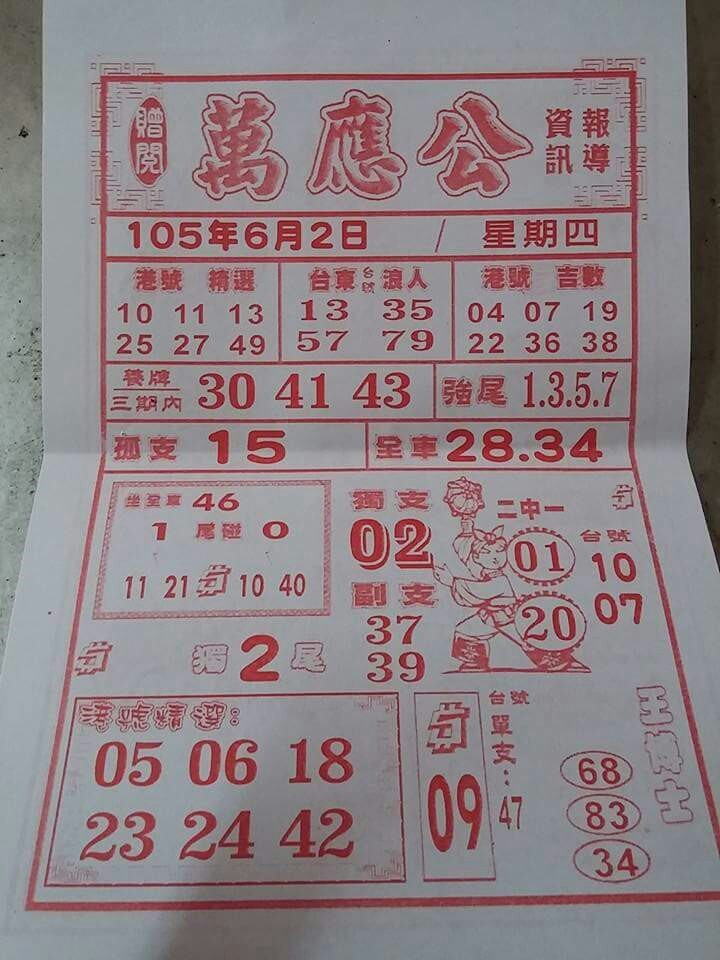 贈閱 萬應公 資訊報導
105年6月2日 / 星期四
港號 精選
10 11 13
25 27 49
台東台號浪人
13 35
57 79
港號 吉數
04 07 19
22 36 38
養牌三期內 30 41 43
強尾 1.3.5.7
孤支 15
全車 28.34
坐全車 46
1 尾碰 0
11 21 10 40
獨支
02
副支
37
39
二中一
01
20
台號
10
07
獨 2 尾
港號精選:
05 06 18
23 24 42
09
台號
單支:
47
68
83
34